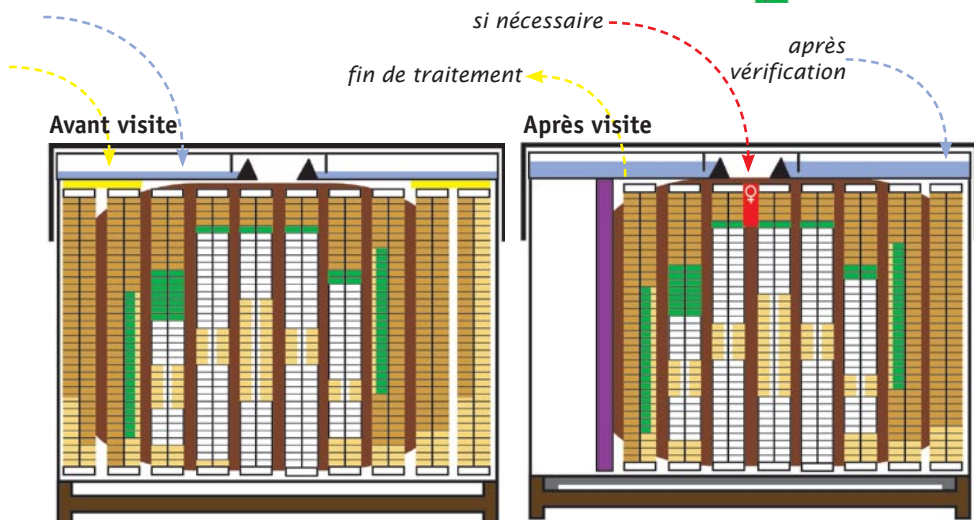 si nécessaire
après
vérification
fin de traitement
Avant visite
Après visite